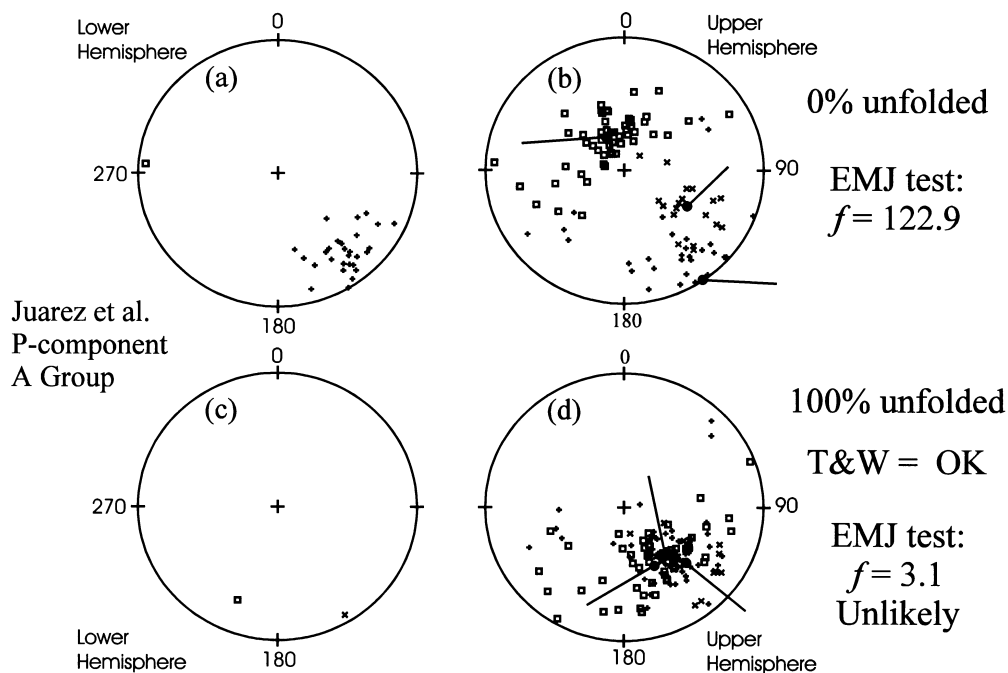 Lower
Hemisphere
0
(a)
270
180
0
Upper
Hemisphere
(b)
90
180
0% unfolded
EMJ test:
f = 122.9
Juarez et al.
P-component
A Group
0
(c)
270
Lower
Hemisphere
180
0
(d)
90
180
Upper
Hemisphere
100% unfolded
T&W = OK
EMJ test:
f = 3.1
Unlikely